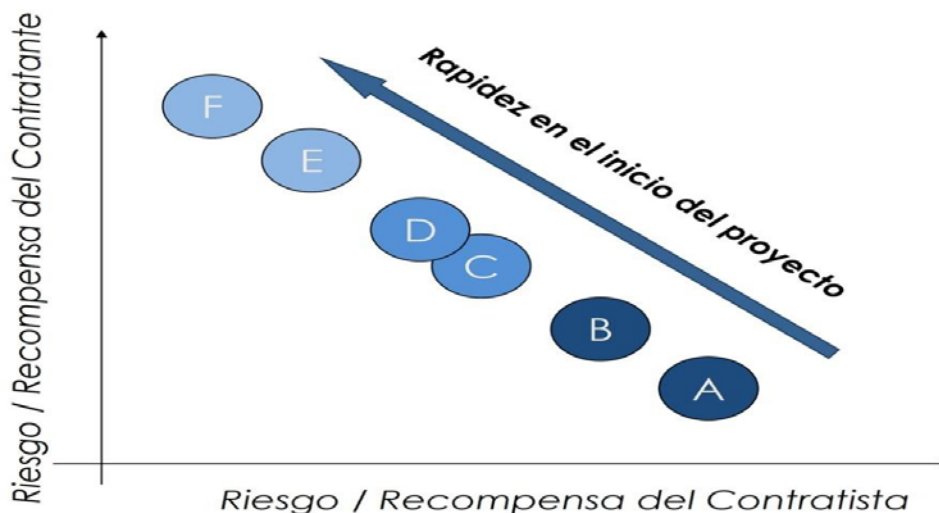 Riesgo / Recompensa del Contratante
Rapidez en el inicio del proyecto
F
E
D
C
B
A
Riesgo / Recompensa del Contratista